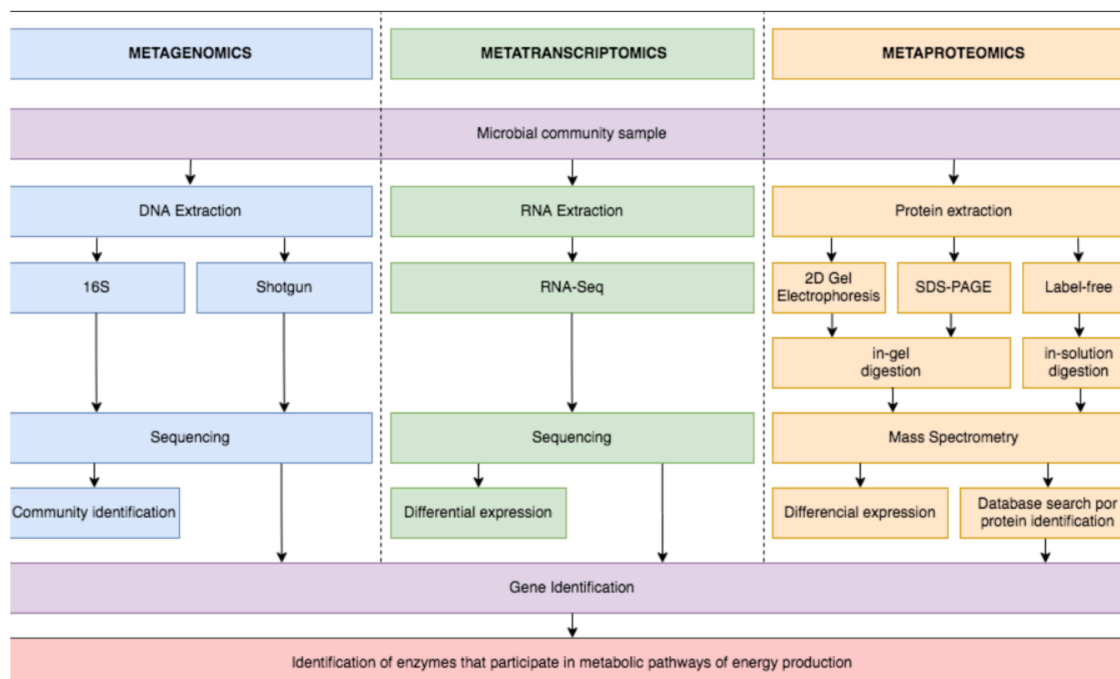 METAGENOMICS
METATRANSCRIPTOMICS
METAPROTEOMICS
Microbial community sample
DNA Extraction
RNA Extraction
Protein extraction
16S
Shotgun
RNA-Seq
2D Gel
Electrophoresis
SDS-PAGE
Label-free
in-gel
digestion
in-solution
digestion
Sequencing
Sequencing
Mass Spectrometry
Community identification
Differential expression
Differencial expression
Database search por
protein identification
Gene Identification
Identification of enzymes that participate in metabolic pathways of energy production